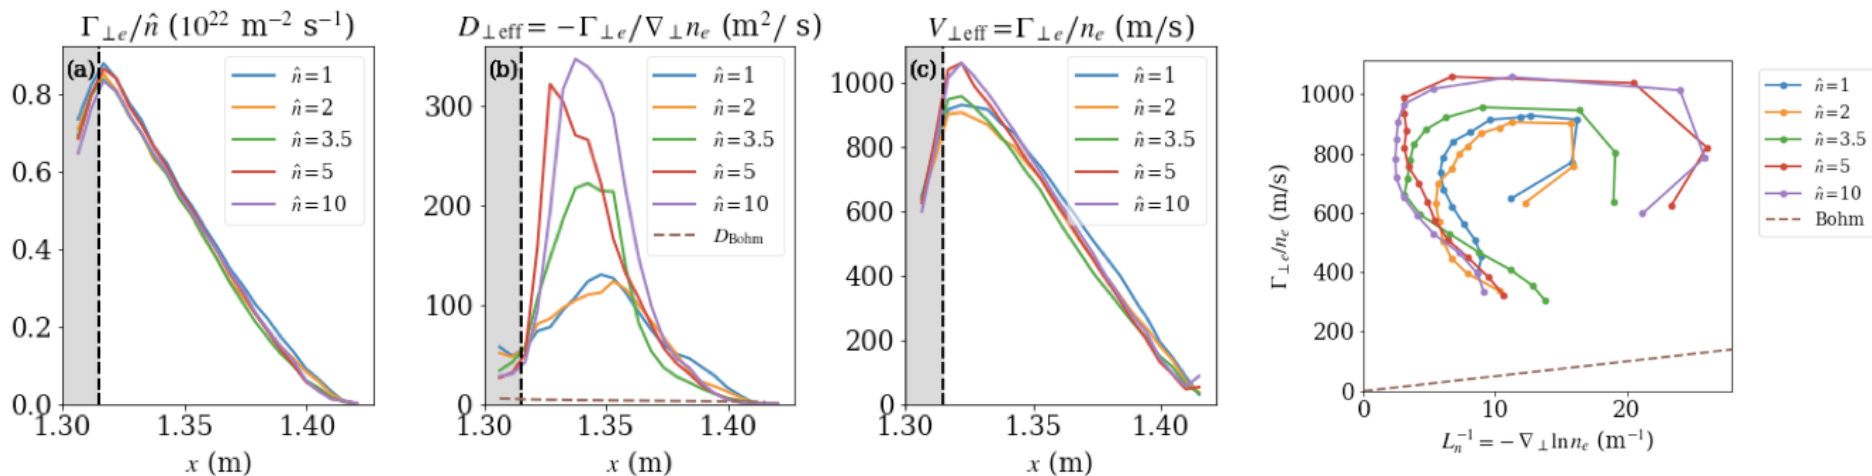 Γ⊥e/n̂ (10²² m⁻² s⁻¹)
(a)
n̂=1
n̂=2
n̂=3.5
n̂=5
n̂=10
0.8
0.6
0.4
0.2
0.0
1.30
1.35
1.40
x (m)
D⊥eff = −Γ⊥e/∇⊥nₑ (m²/ s)
(b)
n̂=1
n̂=2
n̂=3.5
n̂=5
n̂=10
D_Bohm
300
200
100
0
1.30
1.35
1.40
x (m)
V⊥eff = Γ⊥e/nₑ (m/s)
(c)
n̂=1
n̂=2
n̂=3.5
n̂=5
n̂=10
1000
800
600
400
200
0
1.30
1.35
1.40
x (m)
Γ⊥e/nₑ (m/s)
1000
800
600
400
200
0
0
10
20
Lₙ⁻¹ = −∇⊥ ln nₑ (m⁻¹)
n̂=1
n̂=2
n̂=3.5
n̂=5
n̂=10
Bohm